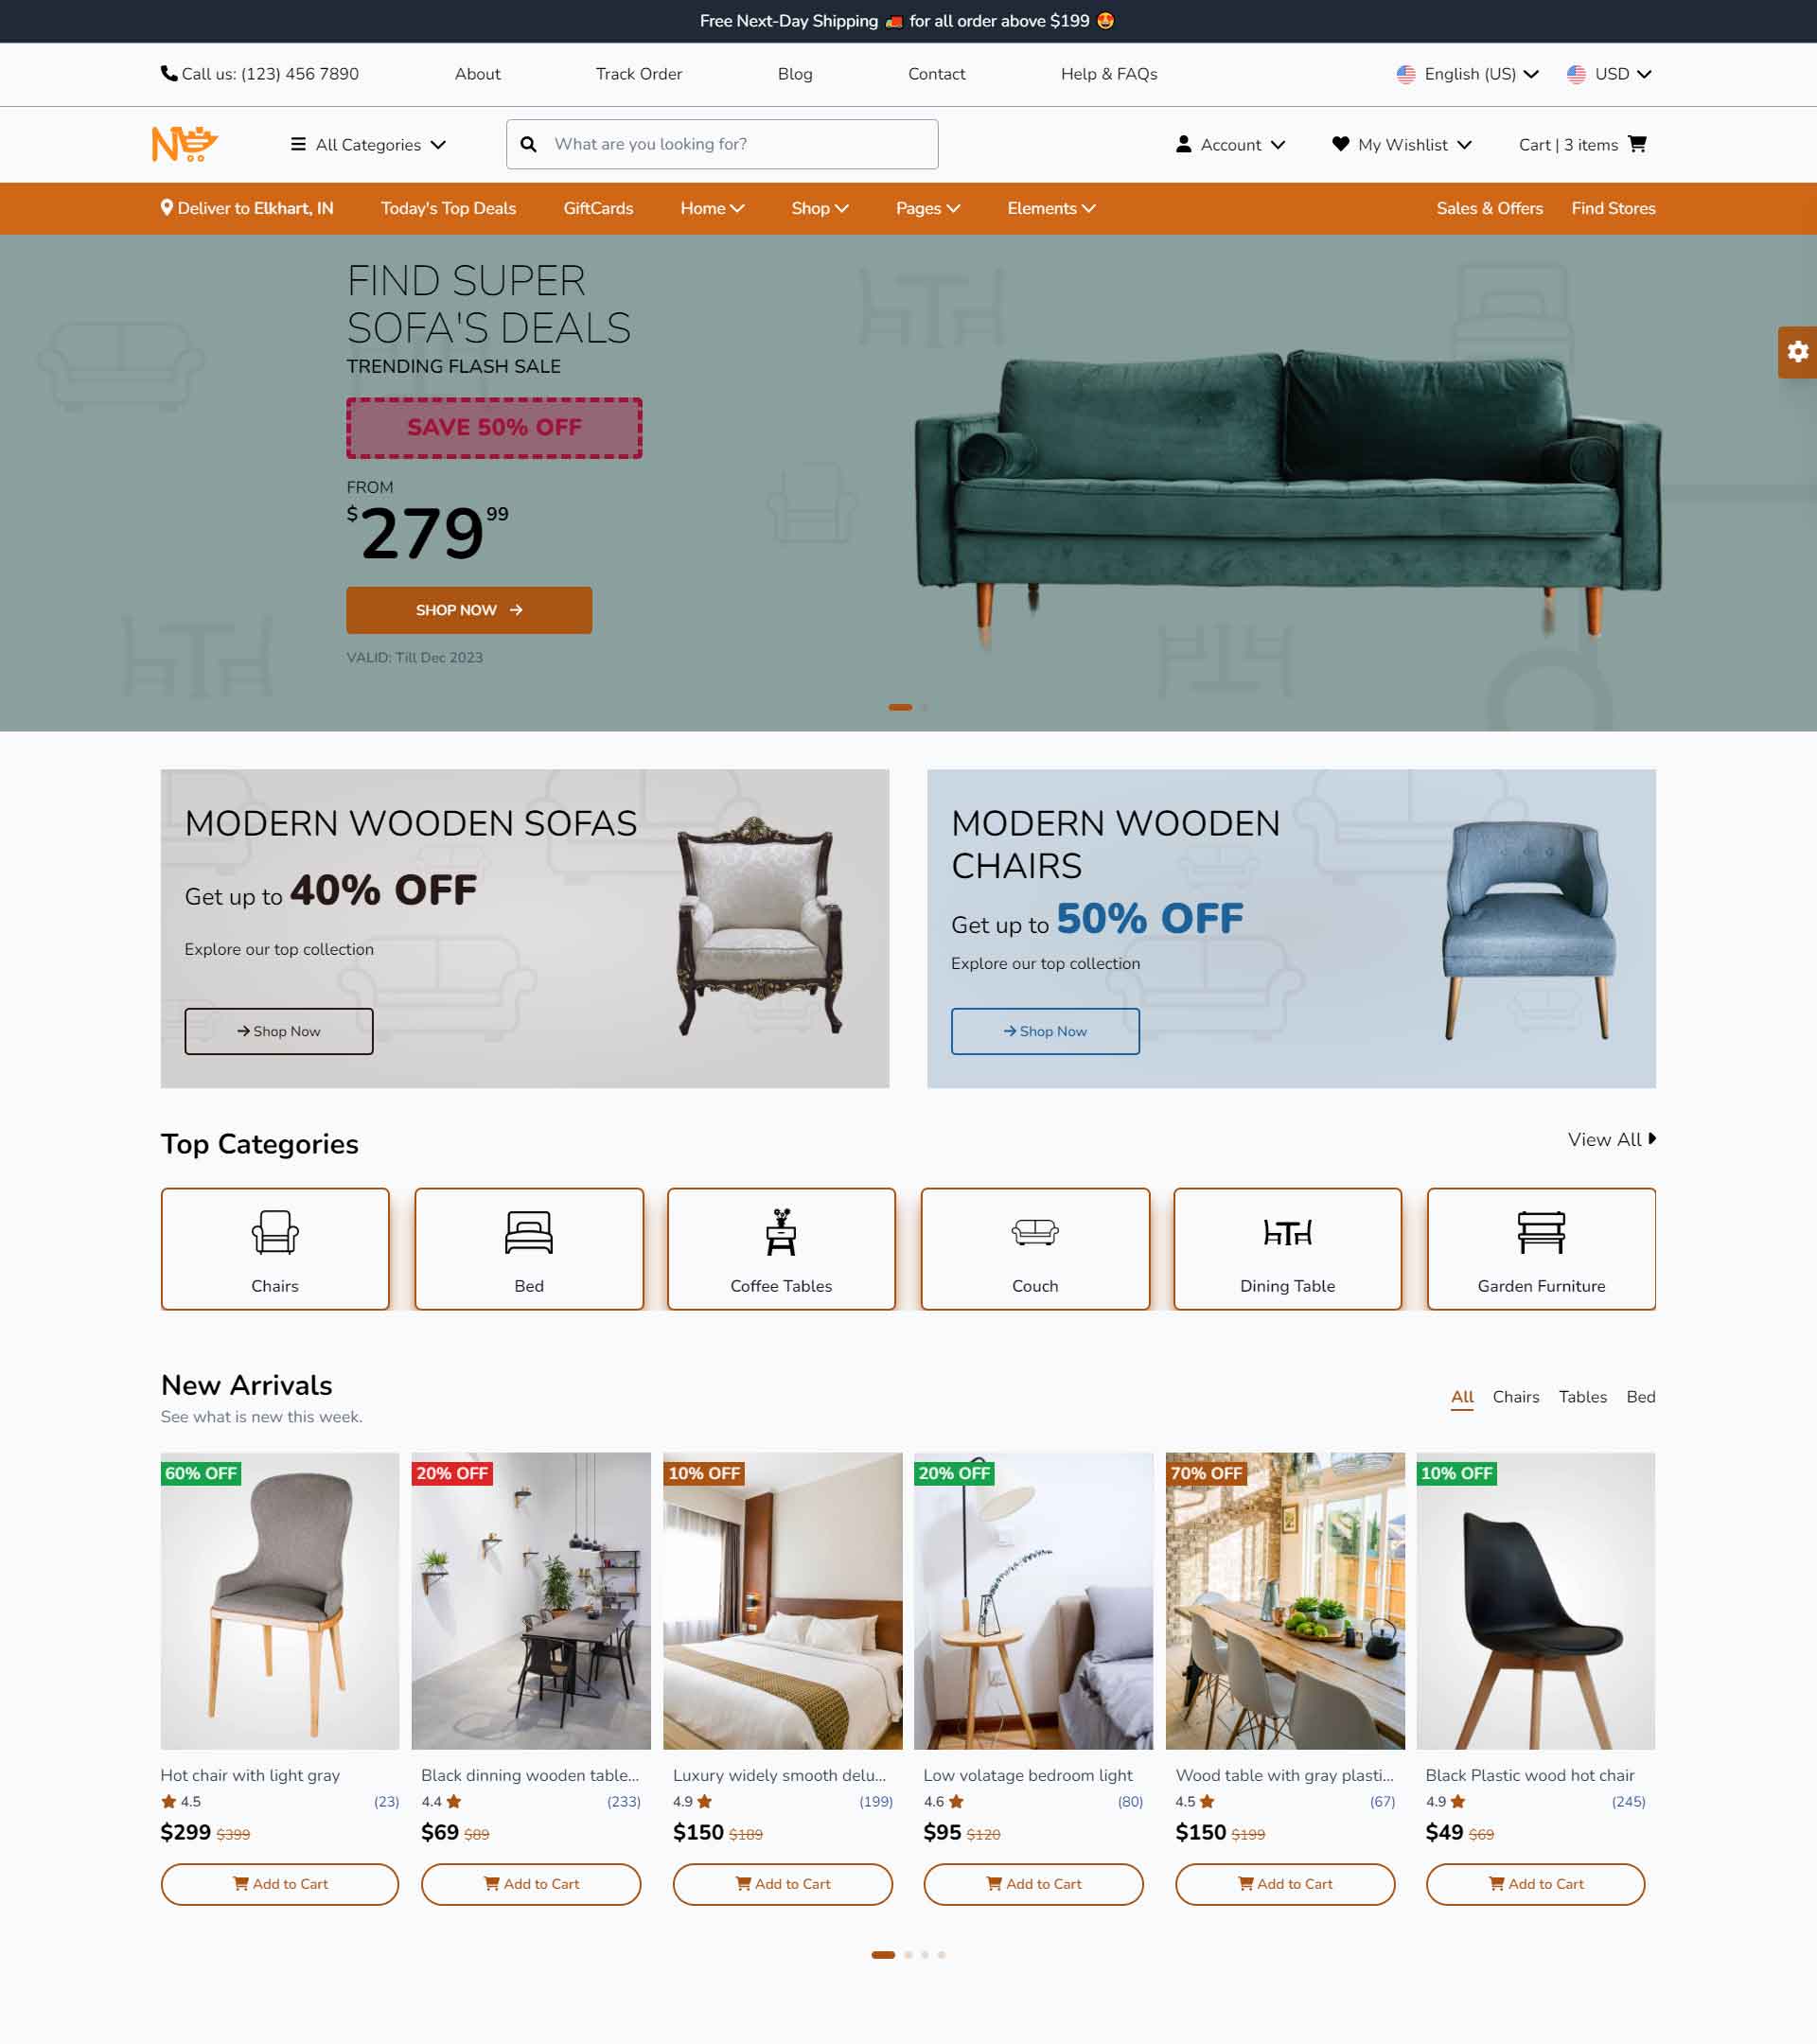 Free Next-Day Shipping 🚚 for all order above $199 🤩
Call us: (123) 456 7890
About
Track Order
Blog
Contact
Help & FAQs
English (US)
USD
N
All Categories
What are you looking for?
Account
My Wishlist
Cart | 3 items
Deliver to Elkhart, IN
Today's Top Deals
GiftCards
Home
Shop
Pages
Elements
Sales & Offers
Find Stores
FIND SUPER
SOFA'S DEALS
TRENDING FLASH SALE
SAVE 50% OFF
FROM
$279 99
SHOP NOW
VALID: Till Dec 2023
MODERN WOODEN SOFAS
Get up to 40% OFF
Explore our top collection
Shop Now
MODERN WOODEN
CHAIRS
Get up to 50% OFF
Explore our top collection
Shop Now
Top Categories
View All
Chairs
Bed
Coffee Tables
Couch
Dining Table
Garden Furniture
New Arrivals
See what is new this week.
All
Chairs
Tables
Bed
60% OFF
Hot chair with light gray
4.5
(23)
$299 $399
Add to Cart
20% OFF
Black dinning wooden table...
4.4
(233)
$69 $89
Add to Cart
10% OFF
Luxury widely smooth delu...
4.9
(199)
$150 $189
Add to Cart
20% OFF
Low volatage bedroom light
4.6
(80)
$95 $120
Add to Cart
70% OFF
Wood table with gray plasti...
4.5
(67)
$150 $199
Add to Cart
10% OFF
Black Plastic wood hot chair
4.9
(245)
$49 $69
Add to Cart